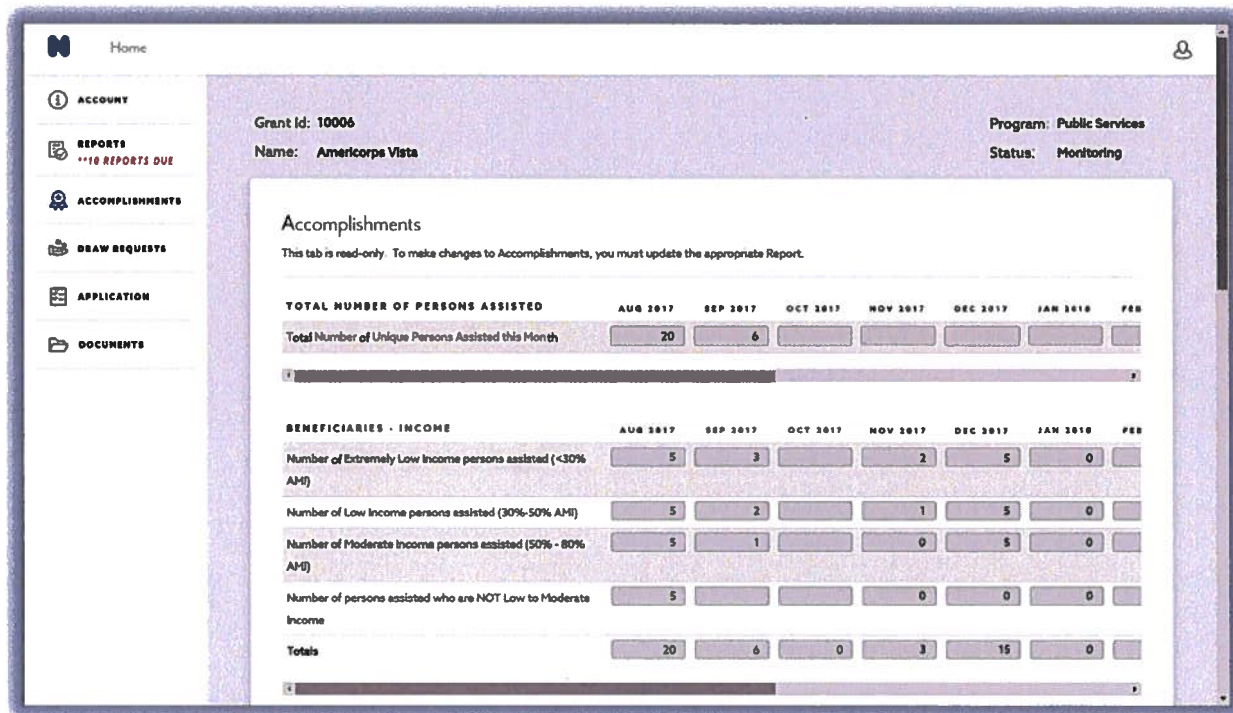 Home
ACCOUNT
REPORTS
**10 REPORTS DUE
ACCOMPLISHMENTS
DRAW REQUESTS
APPLICATION
DOCUMENTS
Grant Id: 10006 Program: Public Services
Name: Americorps Vista Status: Monitoring
Accomplishments
This tab is read-only. To make changes to Accomplishments, you must update the appropriate Report.
TOTAL NUMBER OF PERSONS ASSISTED AUG 2017 SEP 2017 OCT 2017 NOV 2017 DEC 2017 JAN 2018 FEB
Total Number of Unique Persons Assisted this Month 20 6
BENEFICIARIES - INCOME AUG 2017 SEP 2017 OCT 2017 NOV 2017 DEC 2017 JAN 2018 FEB
Number of Extremely Low Income persons assisted (<30% 5 3 2 5 0
AMI)
Number of Low Income persons assisted (30%-50% AMI) 5 2 1 5 0
Number of Moderate Income persons assisted (50% - 80% 5 1 0 5 0
AMI)
Number of persons assisted who are NOT Low to Moderate 5 0 0 0
Income
Totals 20 6 0 3 15 0